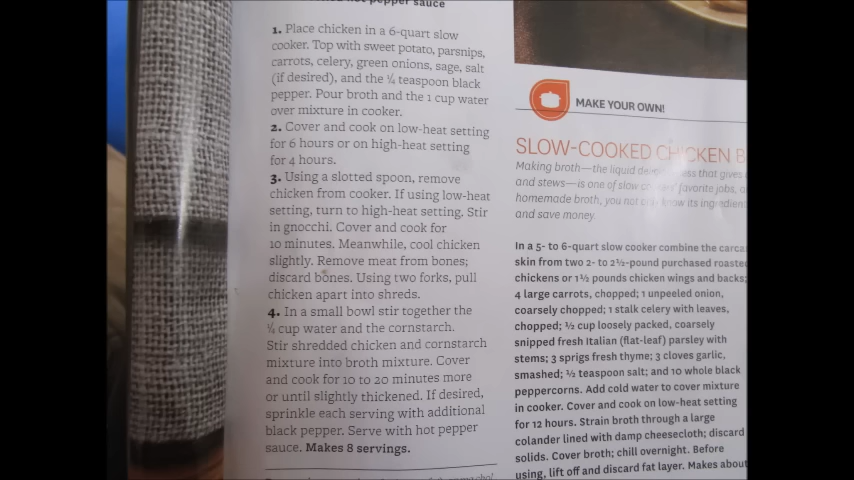 hot pepper sauce
1. Place chicken in a 6-quart slow
cooker. Top with sweet potato, parsnips,
carrots, celery, green onions, sage, salt
(if desired), and the ¼ teaspoon black
pepper. Pour broth and the 1 cup water
over mixture in cooker.
2. Cover and cook on low-heat setting
for 6 hours or on high-heat setting
for 4 hours.
3. Using a slotted spoon, remove
chicken from cooker. If using low-heat
setting, turn to high-heat setting. Stir
in gnocchi. Cover and cook for
10 minutes. Meanwhile, cool chicken
slightly. Remove meat from bones;
discard bones. Using two forks, pull
chicken apart into shreds.
4. In a small bowl stir together the
¼ cup water and the cornstarch.
Stir shredded chicken and cornstarch
mixture into broth mixture. Cover
and cook for 10 to 20 minutes more
or until slightly thickened. If desired,
sprinkle each serving with additional
black pepper. Serve with hot pepper
sauce. Makes 8 servings.
MAKE YOUR OWN!
SLOW-COOKED CHICKEN B
Making broth—the liquid that gives
and stews—is one of slow favorite jobs,
homemade broth, you not only know its ingredien
and save money.
In a 5- to 6-quart slow cooker combine the carca
skin from two 2- to 2½-pound purchased roaste
chickens or 1½ pounds chicken wings and backs;
4 large carrots, chopped; 1 unpeeled onion,
coarsely chopped; 1 stalk celery with leaves,
chopped; ½ cup loosely packed, coarsely
snipped fresh Italian (flat-leaf) parsley with
stems; 3 sprigs fresh thyme; 3 cloves garlic,
smashed; ½ teaspoon salt; and 10 whole black
peppercorns. Add cold water to cover mixture
in cooker. Cover and cook on low-heat setting
for 12 hours. Strain broth through a large
colander lined with damp cheesecloth; discard
solids. Cover broth; chill overnight. Before
using, lift off and discard fat layer. Makes about